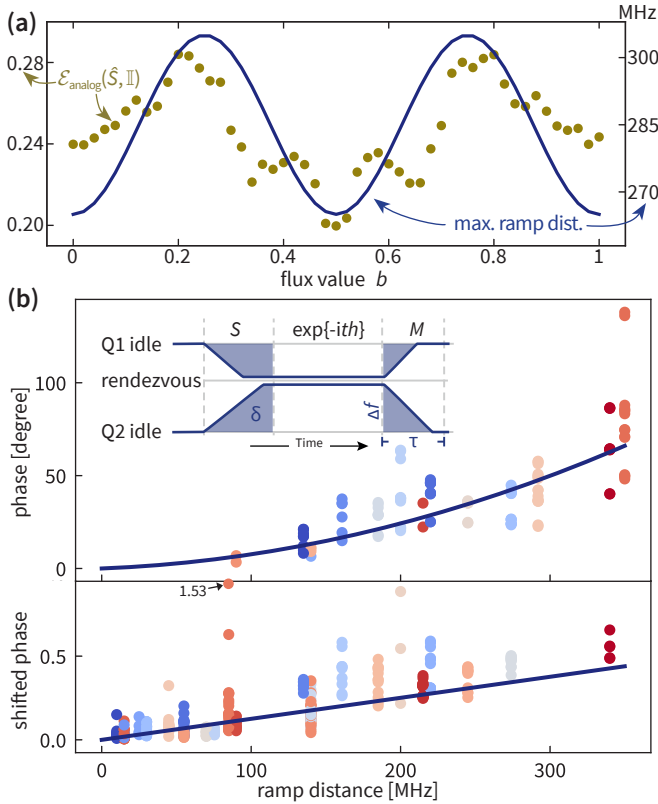 (a)
MHz
ℰanalog(Ŝ, 𝕀)
0.28
0.24
0.20
300
285
270
max. ramp dist.
0
0.2
0.4
0.6
0.8
1
flux value b
(b)
S
exp{-ith}
M
Q1 idle
rendezvous
Q2 idle
δ
Δf
Time
τ
100
50
0
phase [degree]
1.53
0.5
0.0
shifted phase
0
100
200
300
ramp distance [MHz]